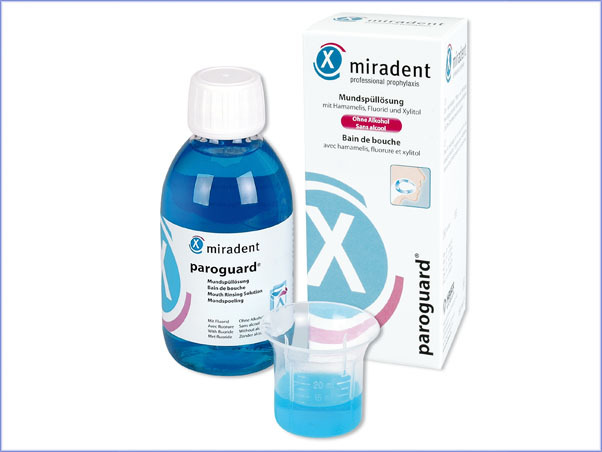 X miradent
professional prophylaxis
Mundspüllösung
mit Hamamelis, Fluorid und Xylitol
Ohne Alkohol
Sans alcool
Bain de bouche
avec hamamelis, fluorure et xylitol
X
paroguard®
X miradent
paroguard®
Mundspüllösung
Bain de bouche
Mouth Rinsing Solution
Mondspoeling
Mit Fluorid Ohne Alkohol
Avec fluorure Sans alcool
With fluoride Without
Met fluoride Zonder
X
20